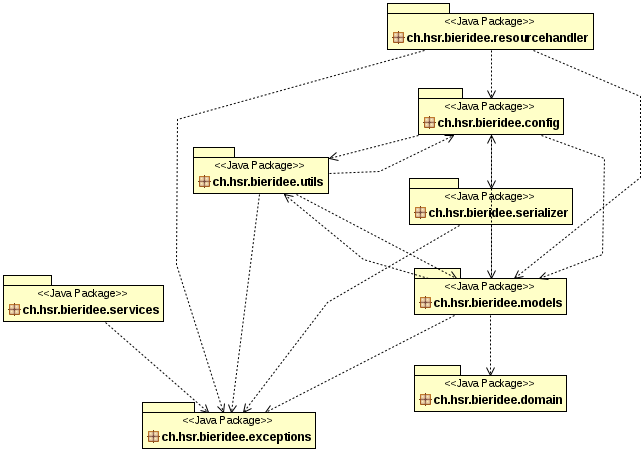 <<Java Package>>
ch.hsr.bieridee.resourcehandler
<<Java Package>>
ch.hsr.bieridee.config
<<Java Package>>
ch.hsr.bieridee.utils
<<Java Package>>
ch.hsr.bieridee.serializer
<<Java Package>>
ch.hsr.bieridee.services
<<Java Package>>
ch.hsr.bieridee.models
<<Java Package>>
ch.hsr.bieridee.domain
<<Java Package>>
ch.hsr.bieridee.exceptions